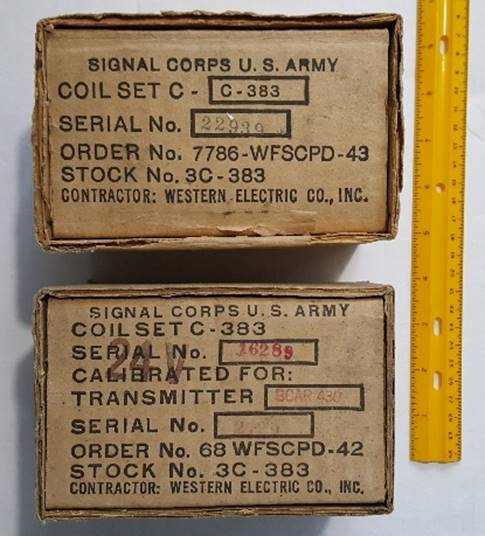 SIGNAL CORPS U. S. ARMY
COIL SET C - C-383
SERIAL No. 22939
ORDER No. 7786-WFSCPD-43
STOCK No. 3C-383
CONTRACTOR: WESTERN ELECTRIC CO., INC.
SIGNAL CORPS U. S. ARMY
COIL SET C-383
SERIAL No. 16289
24V
CALIBRATED FOR:
TRANSMITTER BCAR 430
SERIAL No.
ORDER No. 68 WFSCPD-42
STOCK No. 3C-383
CONTRACTOR: WESTERN ELECTRIC CO., INC.